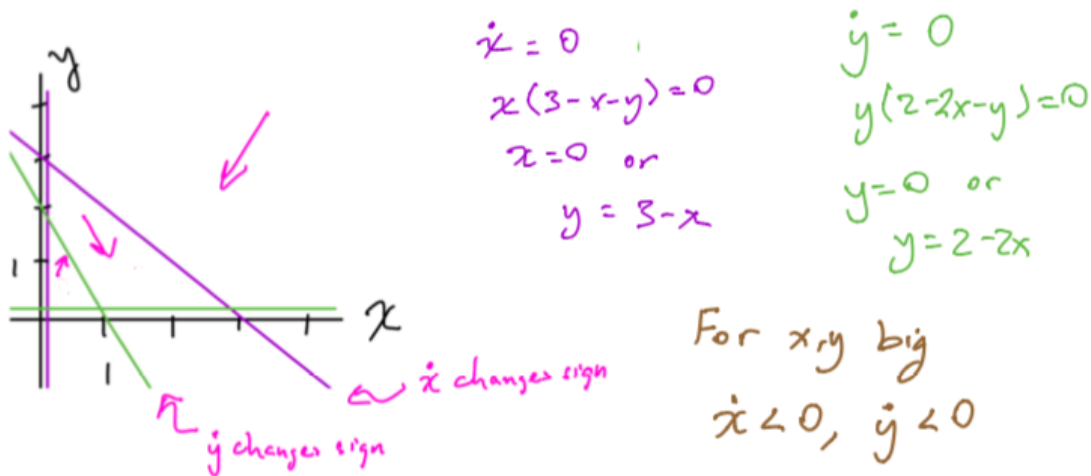 y
1
x
1
ẋ changes sign
ẏ changes sign
ẋ = 0
x(3-x-y)=0
x=0 or
y = 3-x
ẏ = 0
y(2-2x-y)=0
y=0 or
y=2-2x
For x,y big
ẋ<0, ẏ<0